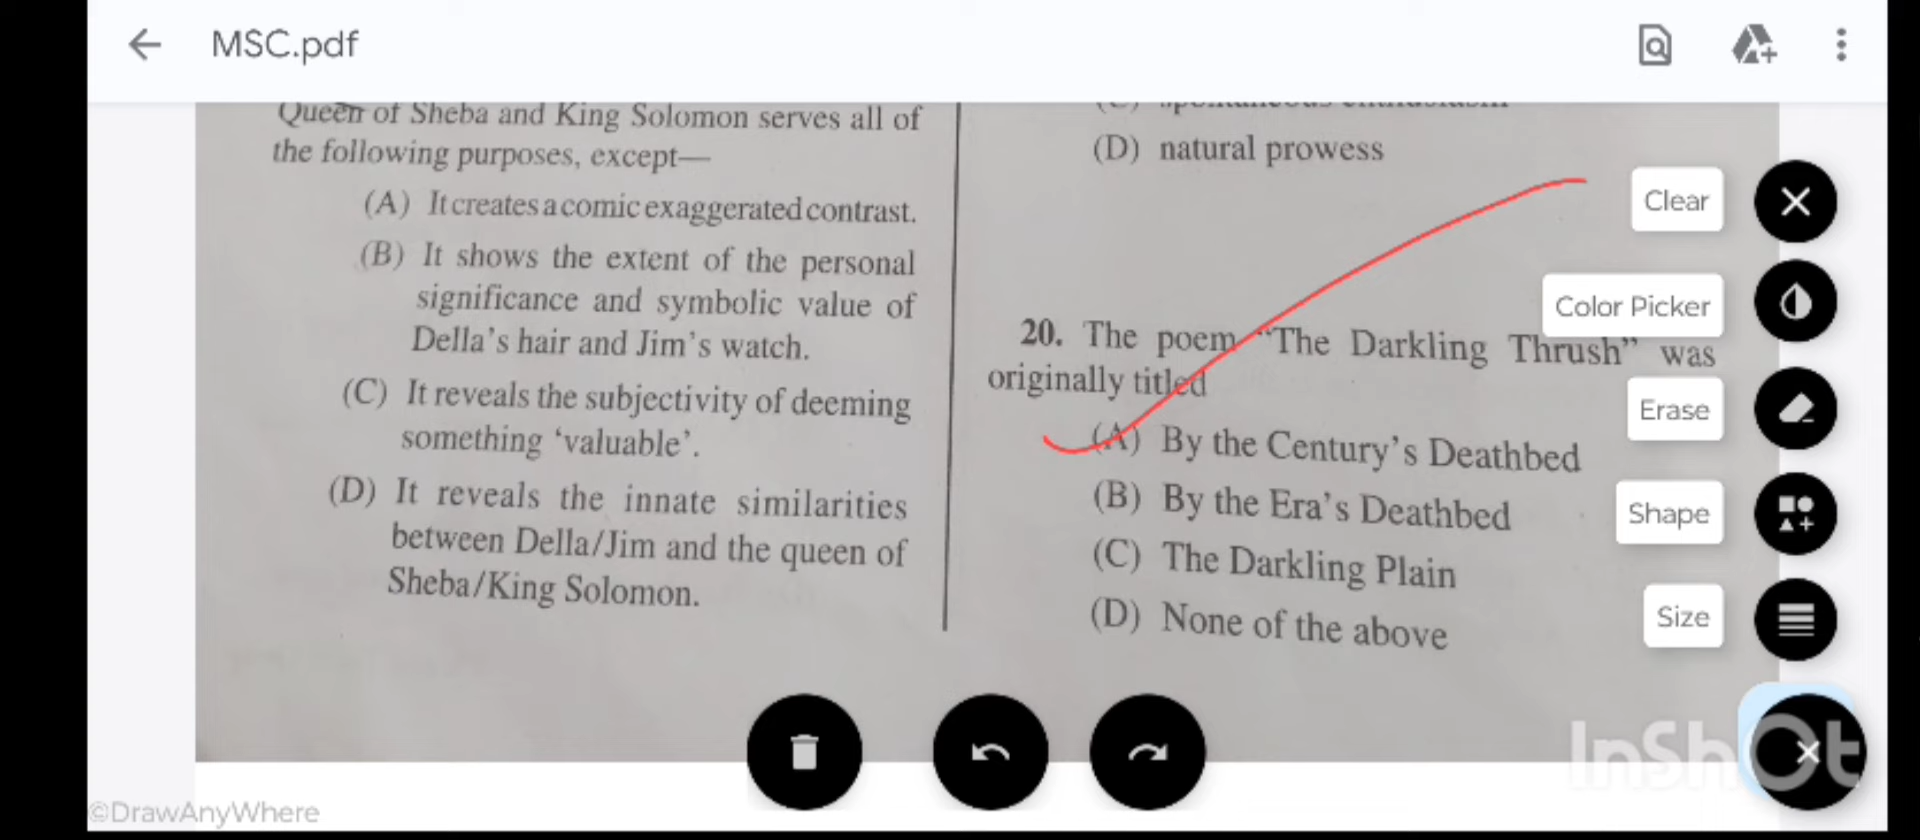 MSC.pdf
Queen of Sheba and King Solomon serves all of
the following purposes, except—
(A) It creates a comic exaggerated contrast.
(B) It shows the extent of the personal
significance and symbolic value of
Della's hair and Jim's watch.
(C) It reveals the subjectivity of deeming
something 'valuable'.
(D) It reveals the innate similarities
between Della/Jim and the queen of
Sheba/King Solomon.
(D) natural prowess
20. The poem "The Darkling Thrush" was
originally titled
(A) By the Century's Deathbed
(B) By the Era's Deathbed
(C) The Darkling Plain
(D) None of the above
Clear
Color Picker
Erase
Shape
Size
InShOt
©DrawAnyWhere